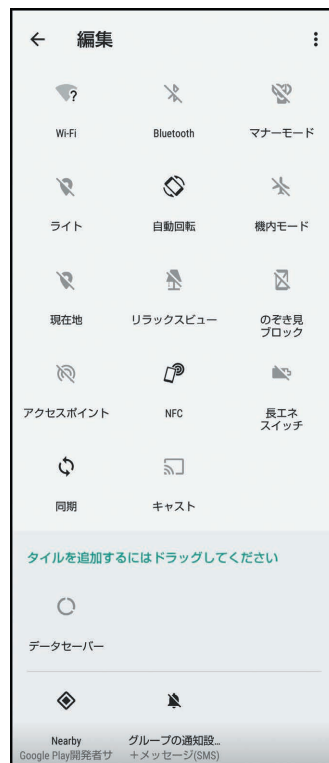 編集
Wi-Fi Bluetooth マナーモード
ライト 自動回転 機内モード
現在地 リラックスビュー のぞき見
ブロック
アクセスポイント NFC 長エネ
スイッチ
同期 キャスト
タイルを追加するにはドラッグしてください
データセーバー
Nearby グループの通知設...
Google Play開発者サ +メッセージ(SMS)